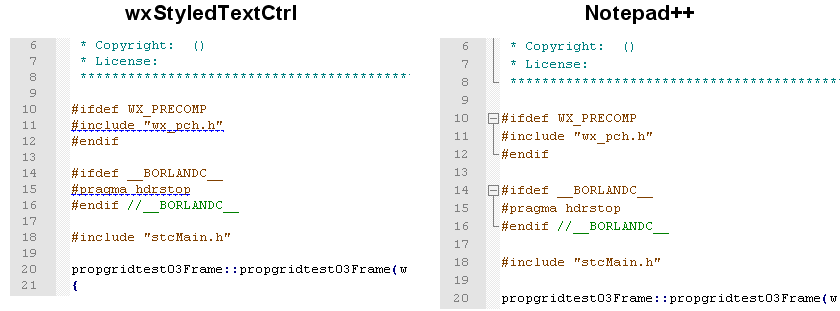 wxStyledTextCtrl
6 * Copyright: ()
7 * License:
8 ******************************************
9
10 #ifdef WX_PRECOMP
11 #include "wx_pch.h"
12 #endif
13
14 #ifdef __BORLANDC__
15 #pragma hdrstop
16 #endif //__BORLANDC__
17
18 #include "stcMain.h"
19
20 propgridtest03Frame::propgridtest03Frame(w
21 {
Notepad++
6 * Copyright: ()
7 * License:
8 ******************************************
9
10 #ifdef WX_PRECOMP
11 #include "wx_pch.h"
12 #endif
13
14 #ifdef __BORLANDC__
15 #pragma hdrstop
16 #endif //__BORLANDC__
17
18 #include "stcMain.h"
19
20 propgridtest03Frame::propgridtest03Frame(w